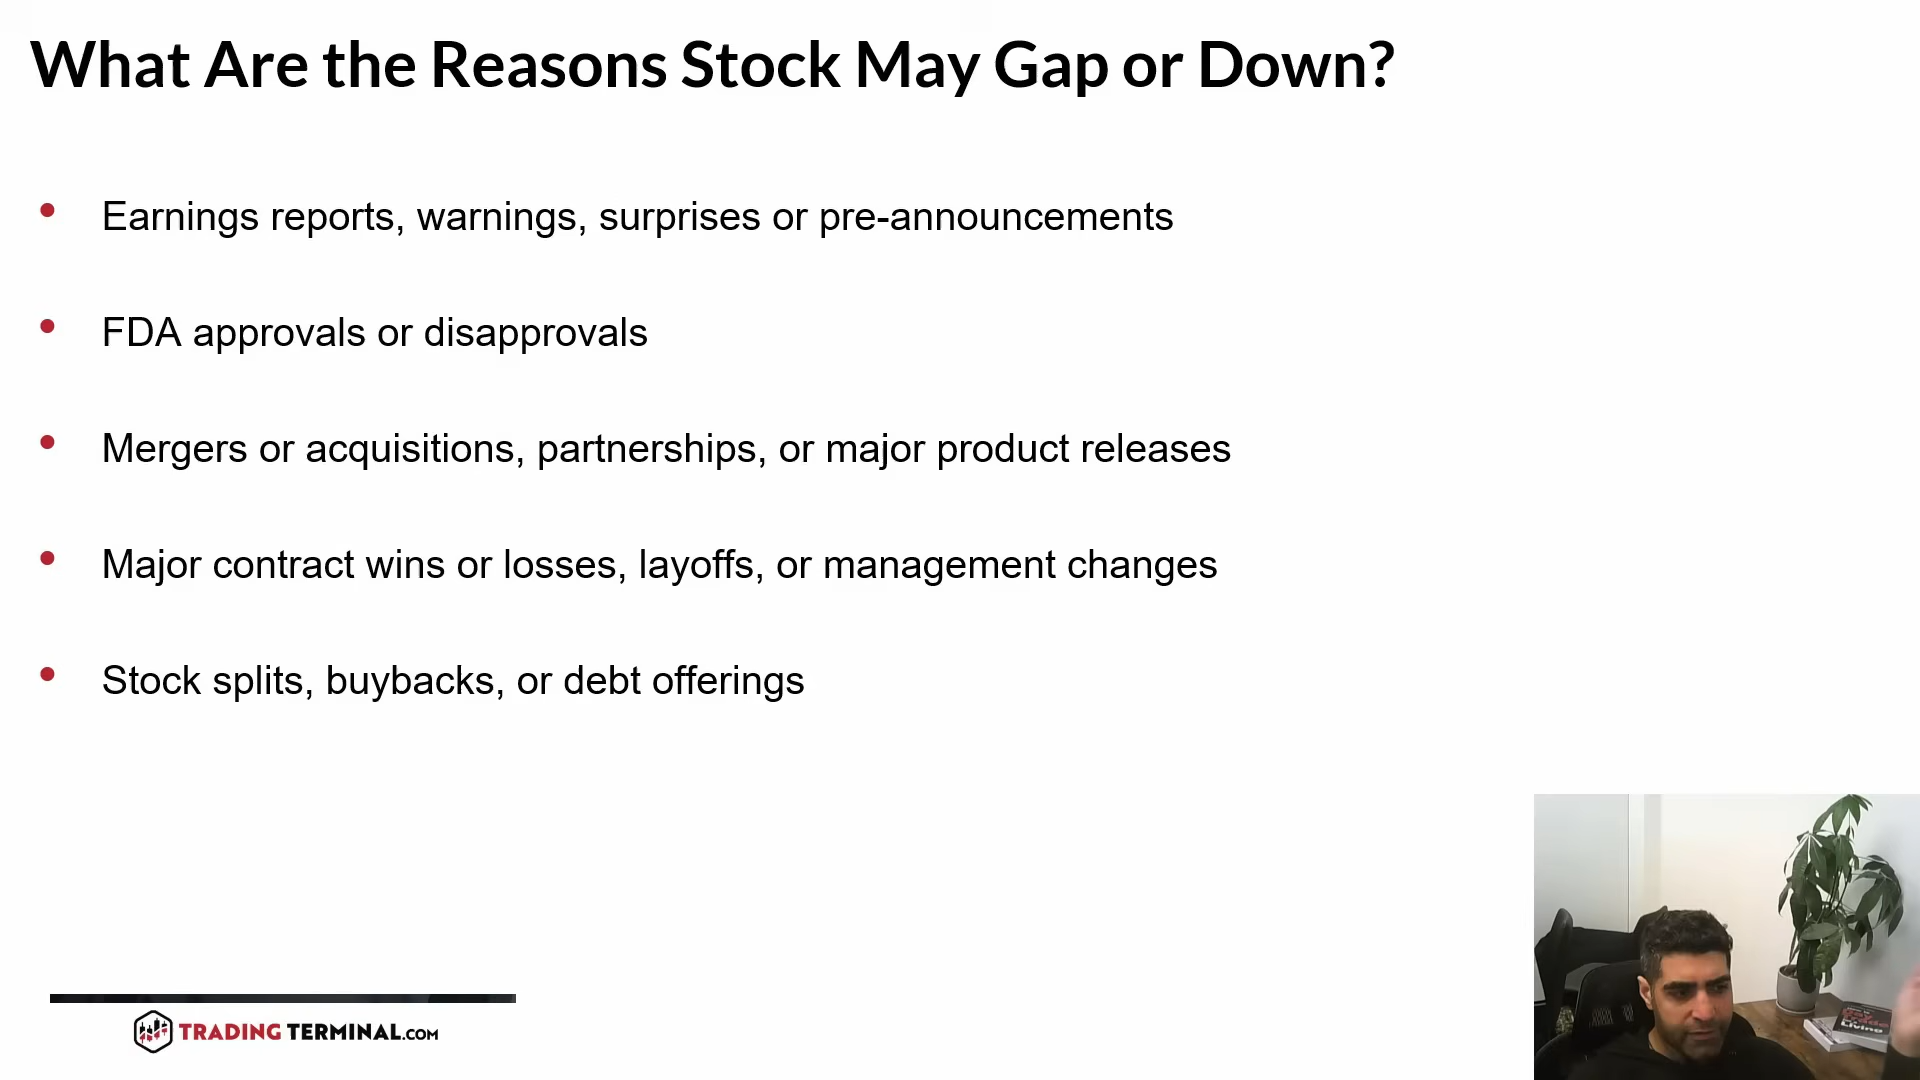 What Are the Reasons Stock May Gap or Down?
• Earnings reports, warnings, surprises or pre-announcements
• FDA approvals or disapprovals
• Mergers or acquisitions, partnerships, or major product releases
• Major contract wins or losses, layoffs, or management changes
• Stock splits, buybacks, or debt offerings
TRADING TERMINAL.COM
Living